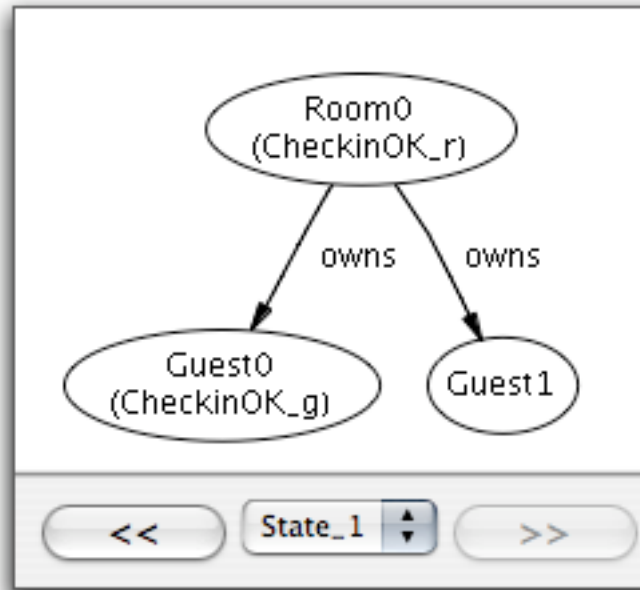 Room0
(CheckinOK_r)
owns
owns
Guest0
(CheckinOK_g)
Guest1
<<
State_1
>>